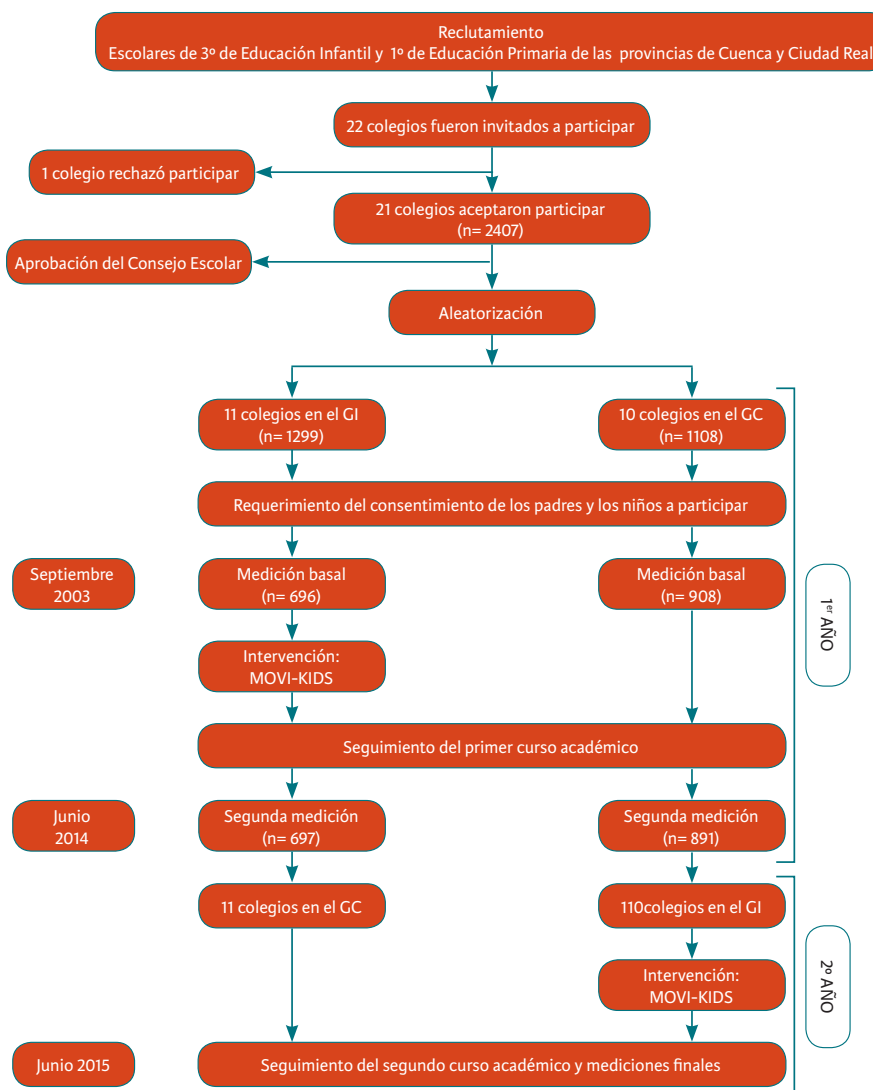 Reclutamiento
Escolares de 3º de Educación Infantil y 1º de Educación Primaria de las provincias de Cuenca y Ciudad Real
22 colegios fueron invitados a participar
1 colegio rechazó participar
21 colegios aceptaron participar
(n= 2407)
Aprobación del Consejo Escolar
Aleatorización
11 colegios en el GI
(n= 1299)
10 colegios en el GC
(n= 1108)
Requerimiento del consentimiento de los padres y los niños a participar
Septiembre
2003
Medición basal
(n= 696)
Medición basal
(n= 908)
1er AÑO
Intervención:
MOVI-KIDS
Seguimiento del primer curso académico
Junio
2014
Segunda medición
(n= 697)
Segunda medición
(n= 891)
11 colegios en el GC
110colegios en el GI
2º AÑO
Intervención:
MOVI-KIDS
Junio 2015
Seguimiento del segundo curso académico y mediciones finales